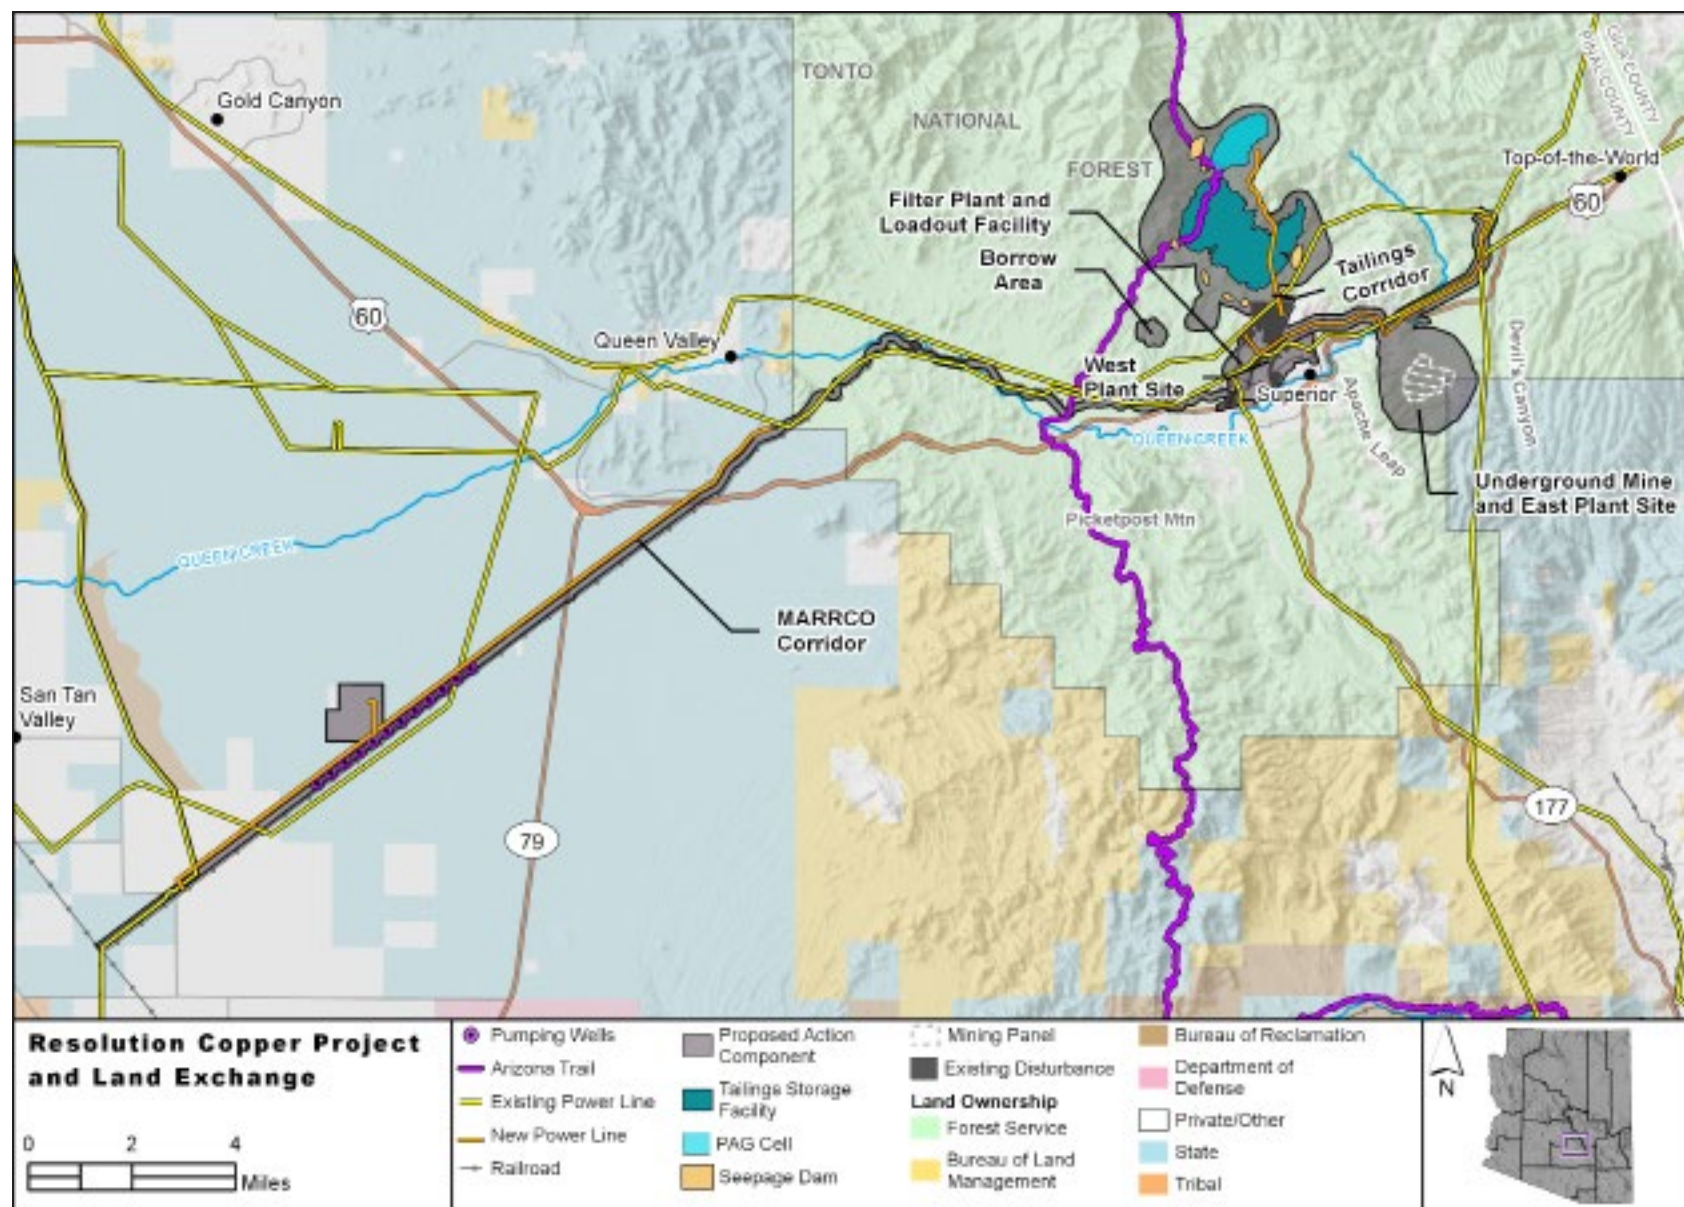 TONTO
NATIONAL
FOREST
GILA COUNTY
PINAL COUNTY
Gold Canyon
Top-of-the-World
60
Filter Plant and
Loadout Facility
Borrow
Area
Tailings
Corridor
60
Queen Valley
West
Plant Site
Superior
Devil's Canyon
Apache Leap
QUEEN CREEK
Underground Mine
and East Plant Site
Picketpost Mtn
QUEEN CREEK
MARRCO
Corridor
San Tan
Valley
79
177
Resolution Copper Project
and Land Exchange
0 2 4
Miles
Pumping Wells
Arizona Trail
Existing Power Line
New Power Line
Railroad
Proposed Action
Component
Tailings Storage
Facility
PAG Cell
Seepage Dam
Mining Panel
Existing Disturbance
Land Ownership
Forest Service
Bureau of Land
Management
Bureau of Reclamation
Department of
Defense
Private/Other
State
Tribal
N